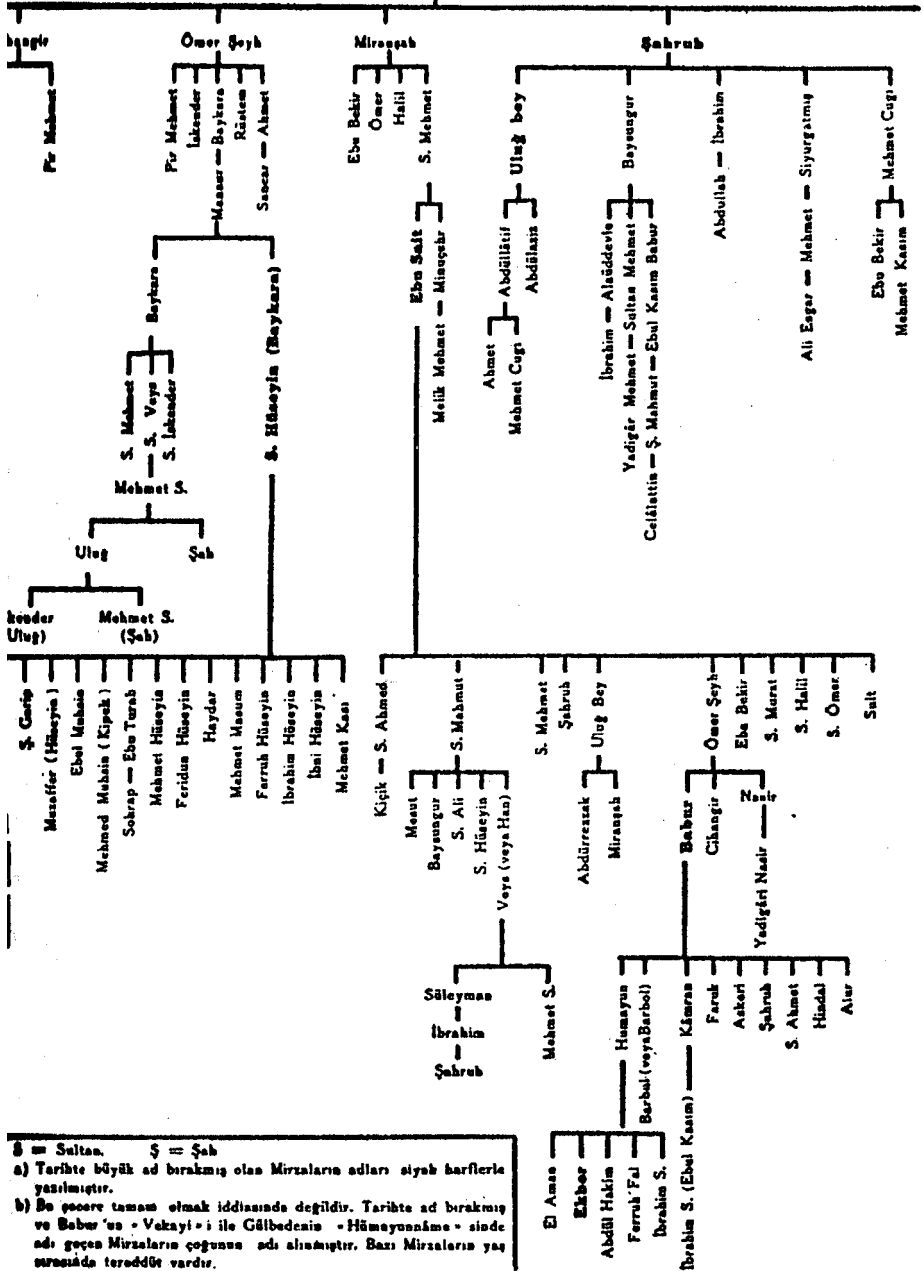 Ömer Şeyh
Miranşah
Şahruh
Pir Mehmet
Pir Mehmet
İskender
Mansur — Baykara
Rüstem
Sancar — Ahmet
Ebu Bekir
Ömer
Halil
S. Mehmet
Uluğ bey
Baysungur
Abdullah — İbrahim
Ali Esgar — Mehmet — Siyurgatmış
Mehmet Cugi
Baykara
S. Hüseyin (Baykara)
Ebu Sait
Melik Mehmet — Minuçehr
Abdüllâtif
Abdülasis
İbrahim — Alaüddevle
Yadigâr Mehmet — Sultan Mehmet
Celâlettin — Ş. Mahmut — Ebul Kasım Babur
Ebu Bekir
Mehmet Kasım
Ahmet
Mehmet Cugi
S. Mehmet
S. Veys
S. İskender
Mehmet S.
Uluğ
Şah
Mehmet S.
Uluğ)
(Şah)
Ş. Garip
Muzaffer (Hüseyin)
Ebul Muhsin
Mehmed Muhsin (Kipek)
Sohrap — Ebu Turab
Mehmet Hüseyin
Feridun Hüseyin
Haydar
Mehmet Masum
Farruh Hüseyin
İbrahim Hüseyin
İbni Hüseyin
Mehmet Kası
Kiçik — S. Ahmed
S. Mahmut
S. Mehmet
Şahruh
Uluğ Bey
Ömer Şeyh
Ebu Bekir
S. Murat
S. Halil
S. Ömer
Sult
Mesut
Baysungur
S. Ali
S. Hüseyin
Veys (veya Han)
Abdürrezzak
Miranşah
Babur
Cihangir
Nasir
Yadigâri Nasir
Süleyman
Mehmet S.
İbrahim
Şahruh
Humayun
Barbul (veya Barbol)
İbrahim S. (Ebul Kasım) — Kâmran
Faruk
Askeri
Şahruh
S. Ahmet
Hindal
Alur
El Aman
Ekber
Abdül Hakim
Ferruh Fal
İbrahim S.
S = Sultan. Ş = Şah
a) Tarihte büyük ad bırakmış olan Mirzaların adları siyah harflerle
yazılmıştır.
b) Bu şecere tamam olmak iddiasında değildir. Tarihte ad bırakmış
ve Babur'un «Vekayi» i ile Gülbedenin «Hümayunnâme» sinde
adı geçen Mirzaların çoğunun adı alınmıştır. Bazı Mirzaların yaş
sırasında tereddüt vardır.